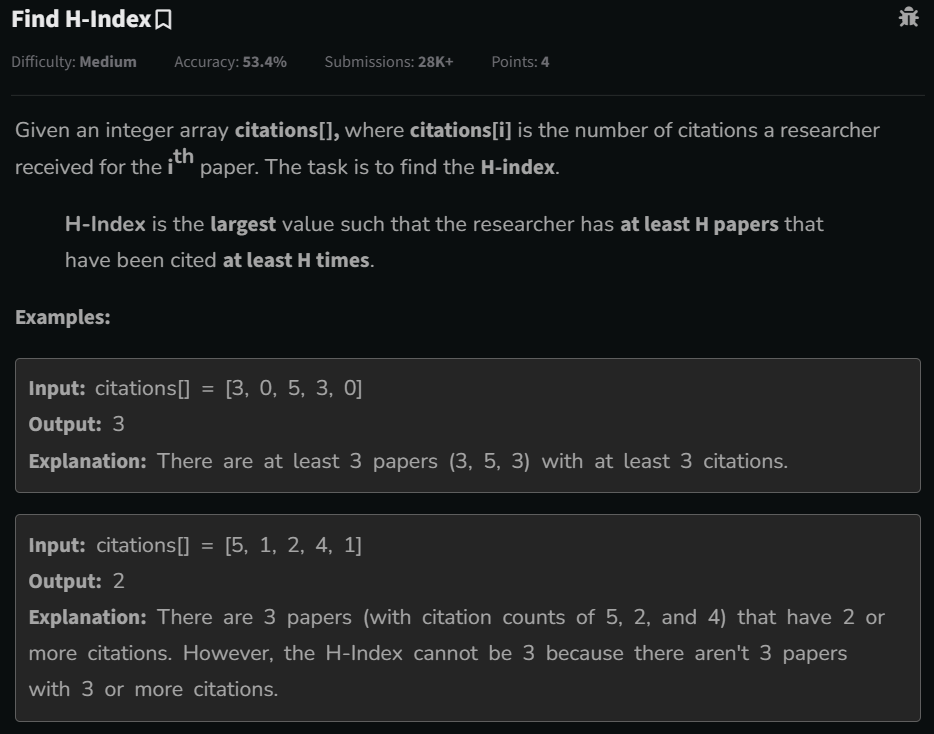 Find H-Index
Difficulty: Medium Accuracy: 53.4% Submissions: 28K+ Points: 4
Given an integer array citations[], where citations[i] is the number of citations a researcher
received for the ith paper. The task is to find the H-index.
H-Index is the largest value such that the researcher has at least H papers that
have been cited at least H times.
Examples:
Input: citations[] = [3, 0, 5, 3, 0]
Output: 3
Explanation: There are at least 3 papers (3, 5, 3) with at least 3 citations.
Input: citations[] = [5, 1, 2, 4, 1]
Output: 2
Explanation: There are 3 papers (with citation counts of 5, 2, and 4) that have 2 or
more citations. However, the H-Index cannot be 3 because there aren't 3 papers
with 3 or more citations.